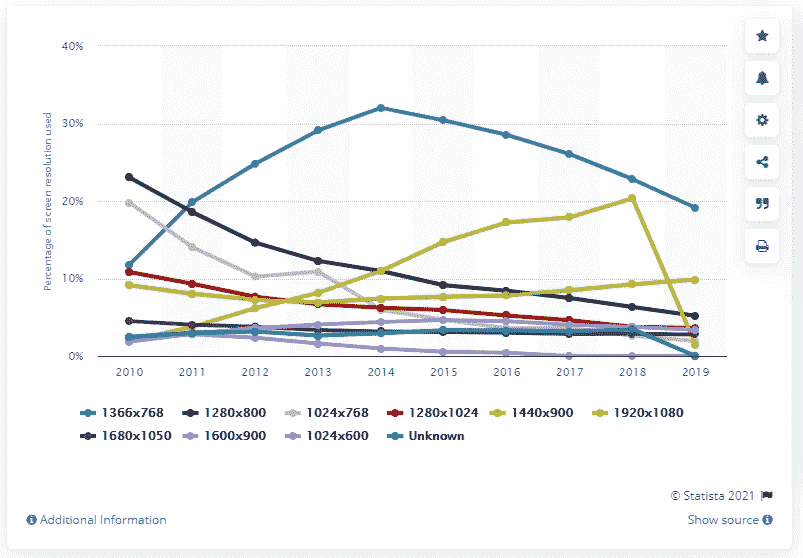 40%
30%
20%
10%
0%
Percentage of screen resolution used
2010 2011 2012 2013 2014 2015 2016 2017 2018 2019
1366x768 1280x800 1024x768 1280x1024 1440x900 1920x1080
1680x1050 1600x900 1024x600 Unknown
© Statista 2021
Additional Information Show source